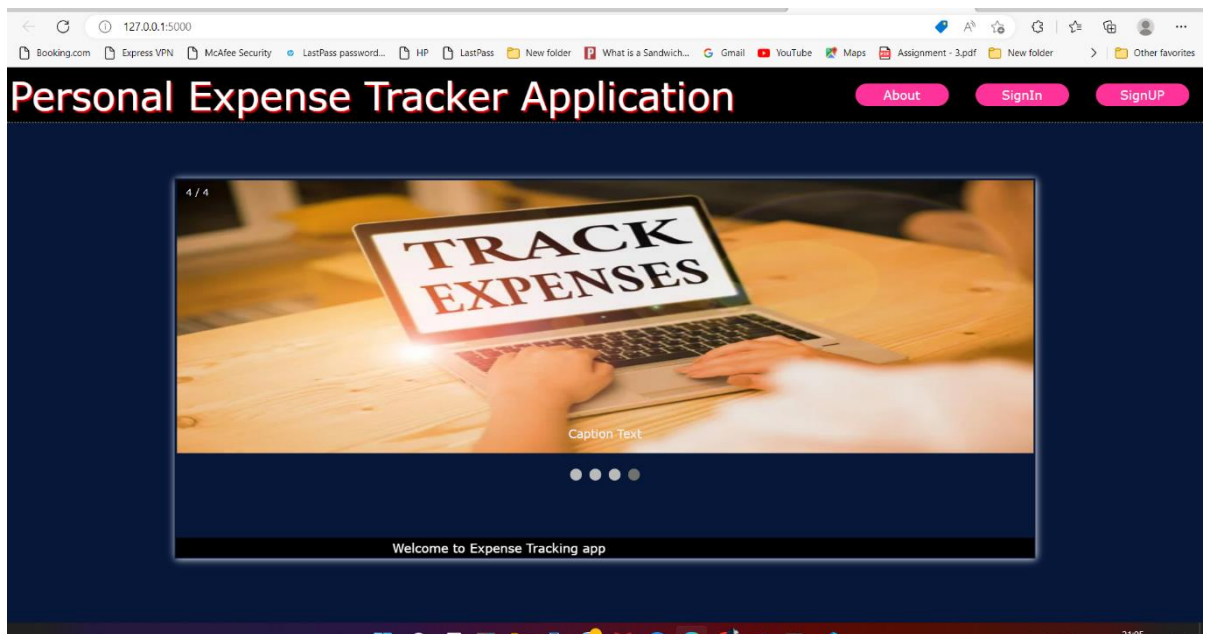 127.0.0.1:5000
Booking.com Express VPN McAfee Security LastPass password... HP LastPass New folder What is a Sandwich... Gmail YouTube Maps Assignment - 3.pdf New folder Other favorites
Personal Expense Tracker Application About SignIn SignUP
4 / 4
TRACK
EXPENSES
Caption Text
Welcome to Expense Tracking app